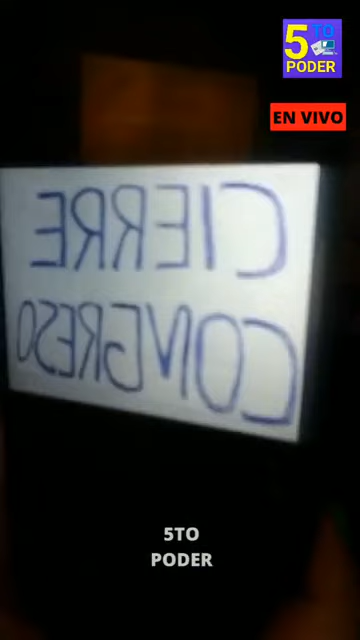 5TO
PODER
EN VIVO
CIERRE
CONGRESO
5TO
PODER